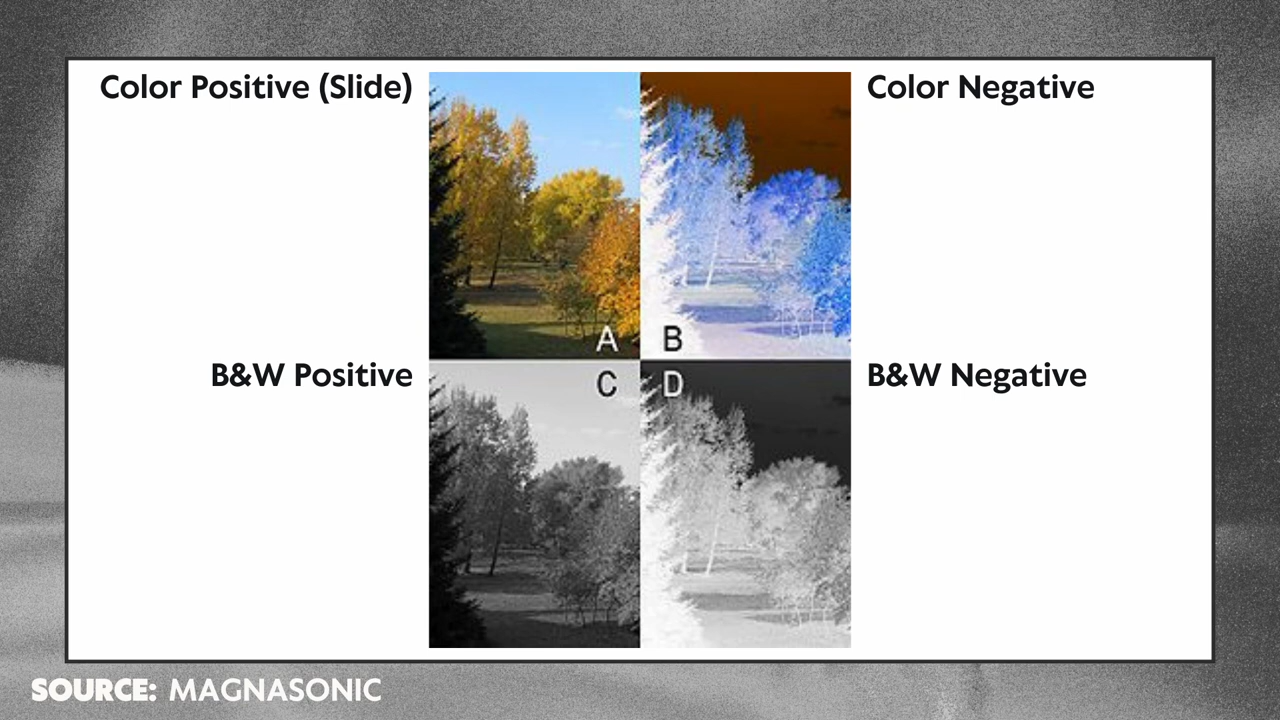 Color Positive (Slide)
Color Negative
A
B
B&W Positive
C
D
B&W Negative
SOURCE: MAGNASONIC